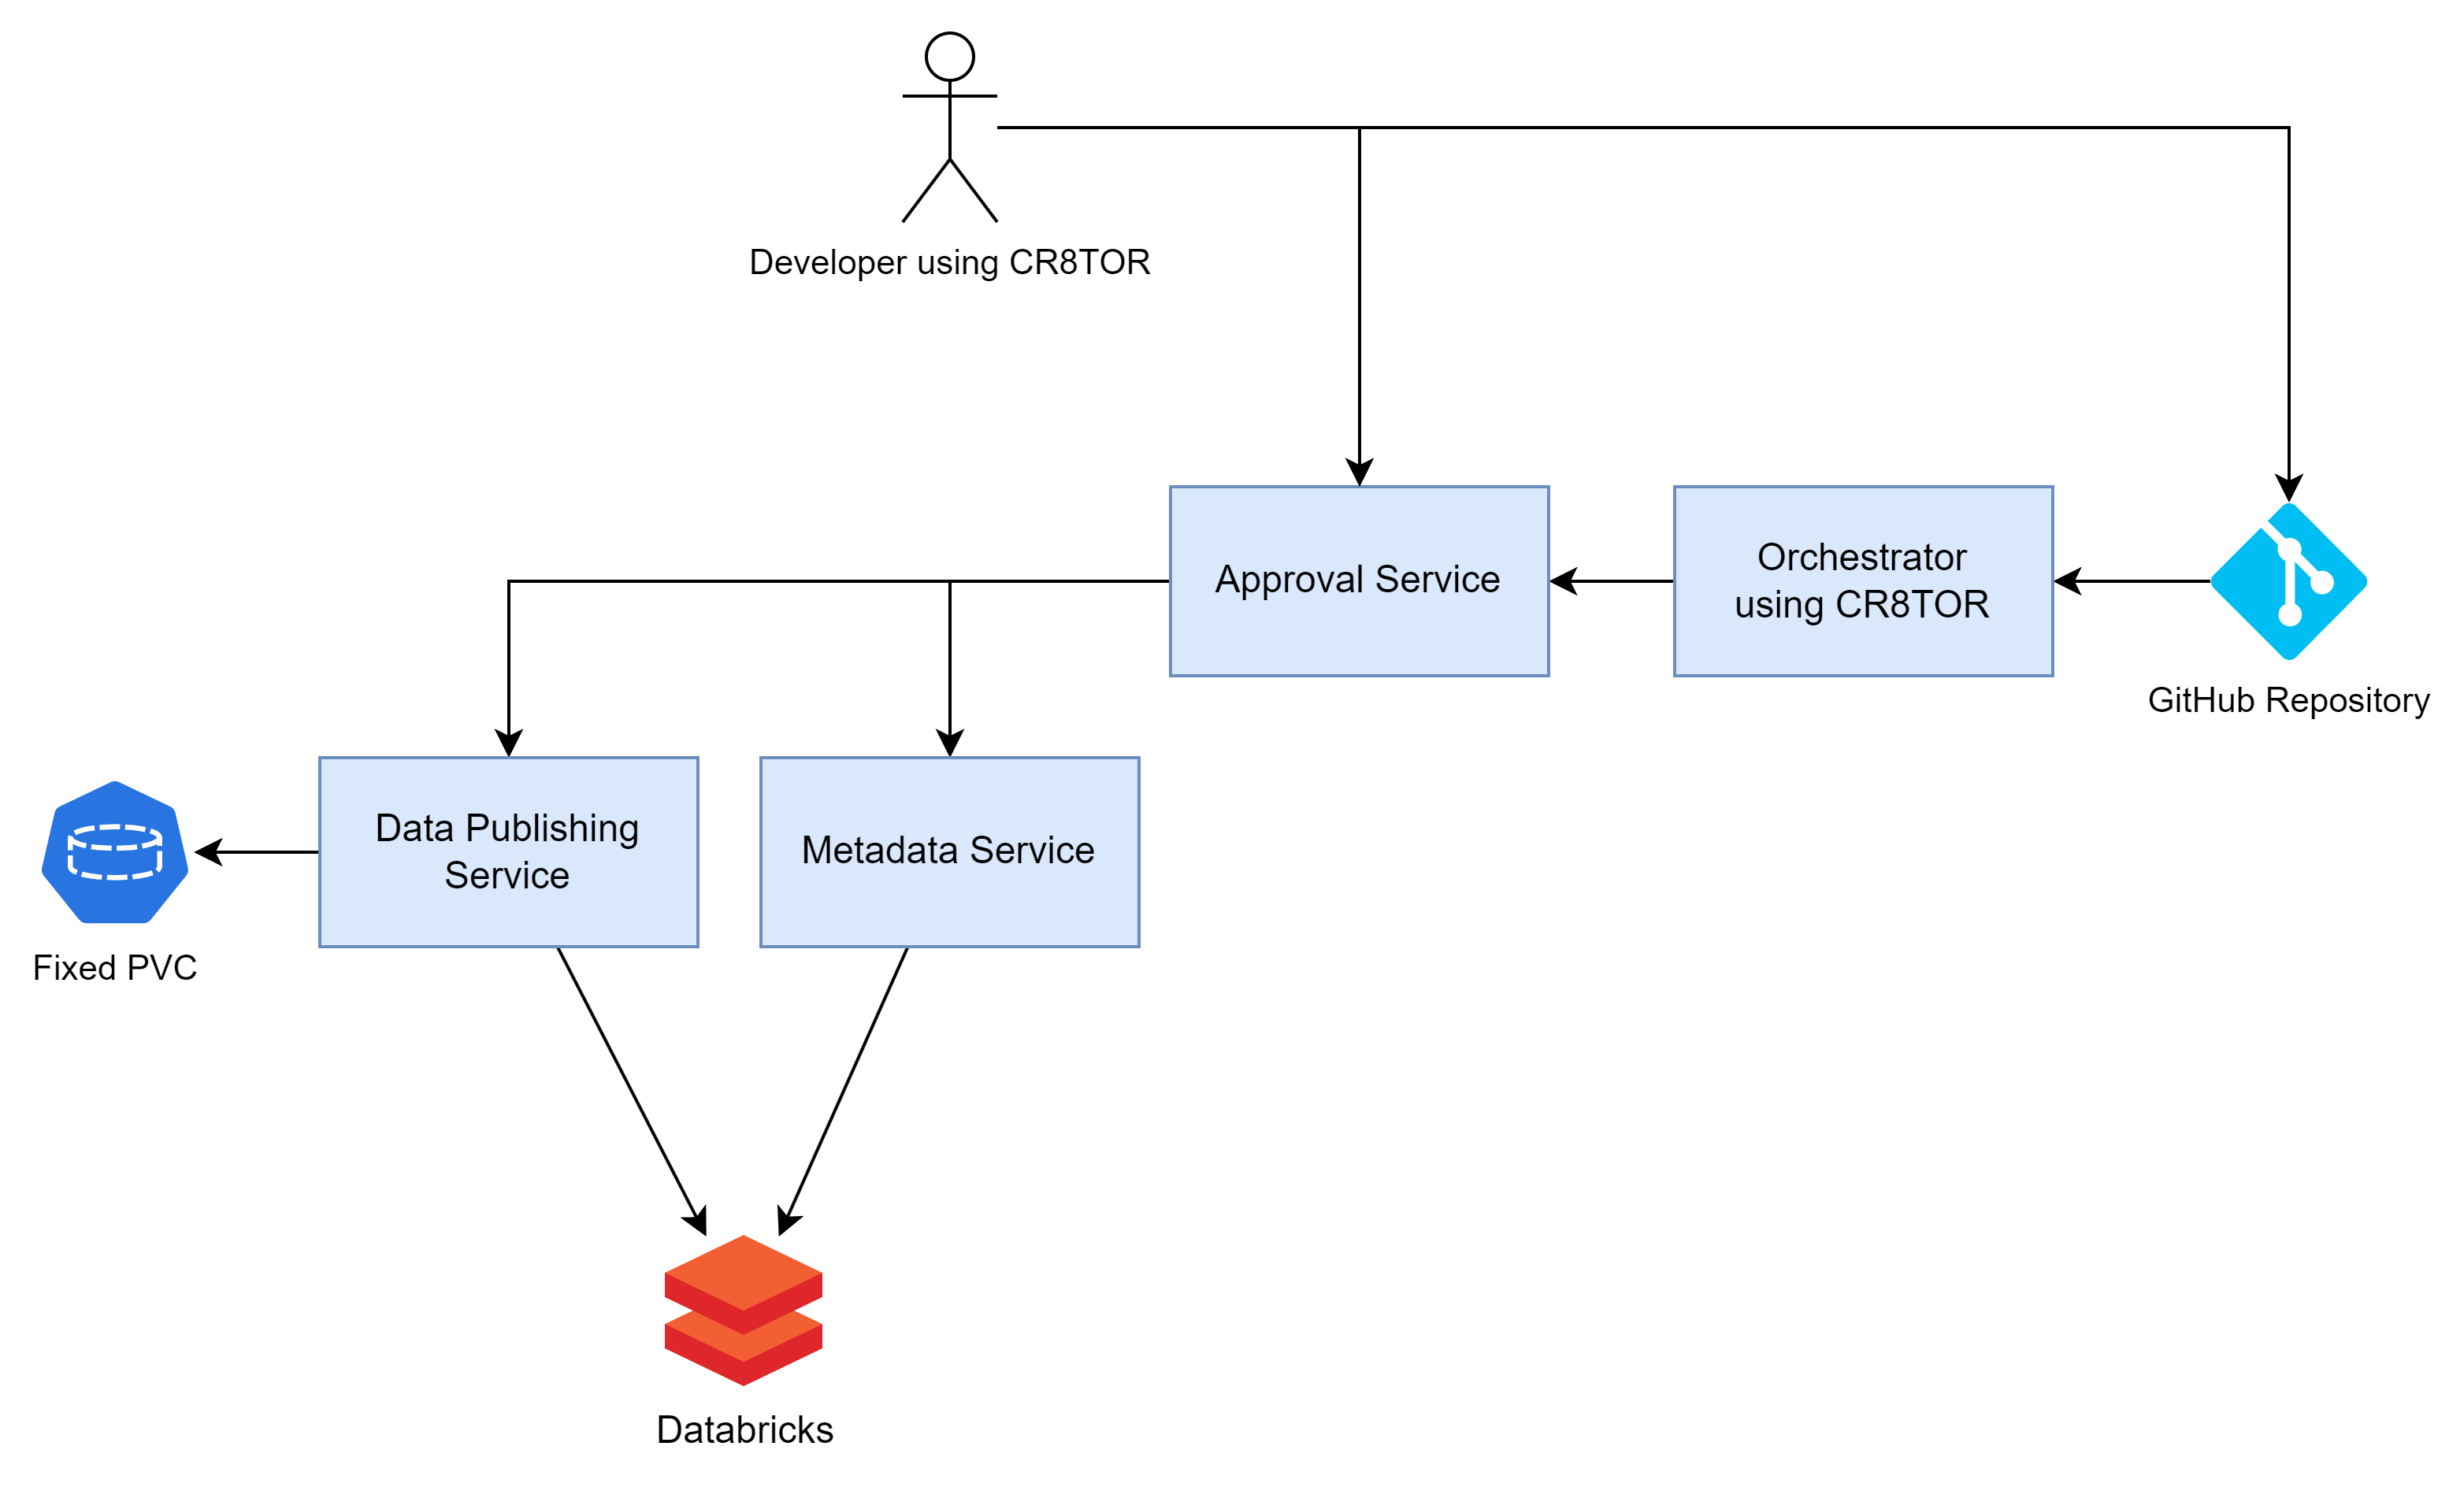 Developer using CR8TOR
Approval Service
Orchestrator
using CR8TOR
GitHub Repository
Data Publishing
Service
Metadata Service
Fixed PVC
Databricks